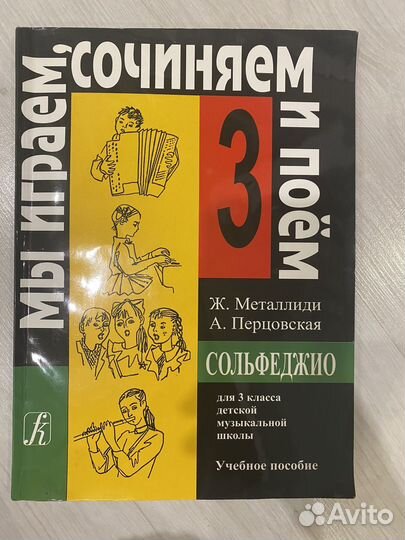 Мы играем,
сочиняем
и поём
3
Ж. Металлиди
А. Перцовская
СОЛЬФЕДЖИО
для 3 класса
детской
музыкальной
школы
Учебное пособие
Avito